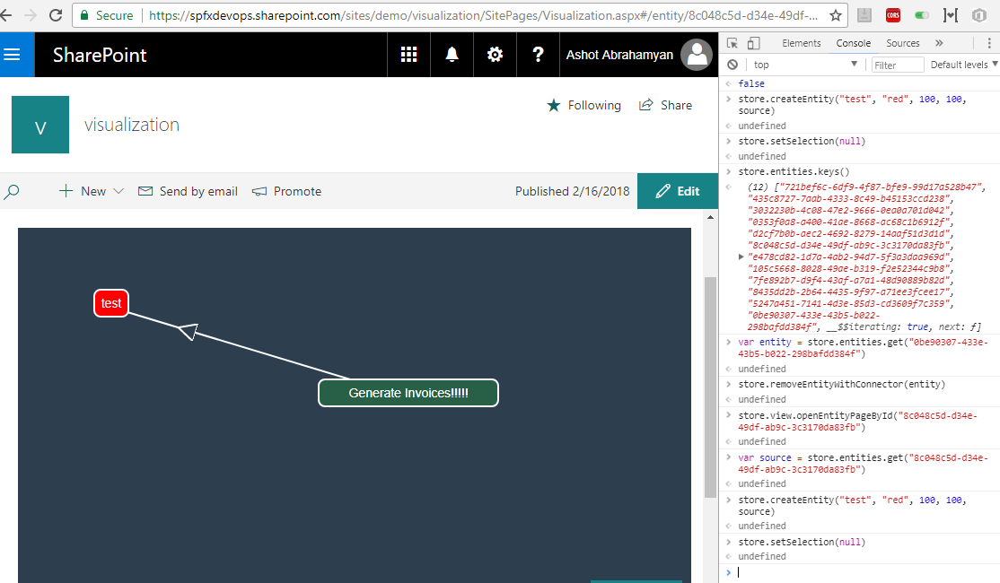 Secure
https://spfxdevops.sharepoint.com/sites/demo/visualization/SitePages/Visualization.aspx#/entity/8c048c5d-d34e-49df-...
CORS
SharePoint
Ashot Abrahamyan
V
visualization
Following
Share
New
Send by email
Promote
Published 2/16/2018
Edit
test
Generate Invoices!!!!!
Elements Console Sources »
top
Filter
Default levels
false
store.createEntity("test", "red", 100, 100,
source)
undefined
store.setSelection(null)
undefined
store.entities.keys()
(12) ["721bef6c-6df9-4f87-bfe9-99d17a528b47",
"435c8727-7aab-4333-8c49-b45153ccd238",
"3032230b-4c08-47e2-9666-0ea0a701d042",
"0353f0a8-a400-41ae-8668-ac68c1b6912f",
"d2cf7b0b-aec2-4692-8279-14aaf51d3d1d",
"8c048c5d-d34e-49df-ab9c-3c3170da83fb",
"e478cd82-1d7a-4ab2-94d7-5f3a3daa969d",
"105c5668-8028-49ae-b319-f2e52344c9b8",
"7fe892b7-d9f4-43af-a7a1-48d90889b82d",
"8435dd2b-2b64-4435-9f97-a71ee3fcee17",
"5247a451-7141-4d3e-85d3-cd3609f7c359",
"0be90307-433e-43b5-b022-
298bafdd384f", __$$iterating: true, next: ƒ]
var entity = store.entities.get("0be90307-433e-
43b5-b022-298bafdd384f")
undefined
store.removeEntityWithConnector(entity)
undefined
store.view.openEntityPageById("8c048c5d-d34e-
49df-ab9c-3c3170da83fb")
undefined
var source = store.entities.get("8c048c5d-d34e-
49df-ab9c-3c3170da83fb")
undefined
store.createEntity("test", "red", 100, 100,
source)
undefined
store.setSelection(null)
undefined